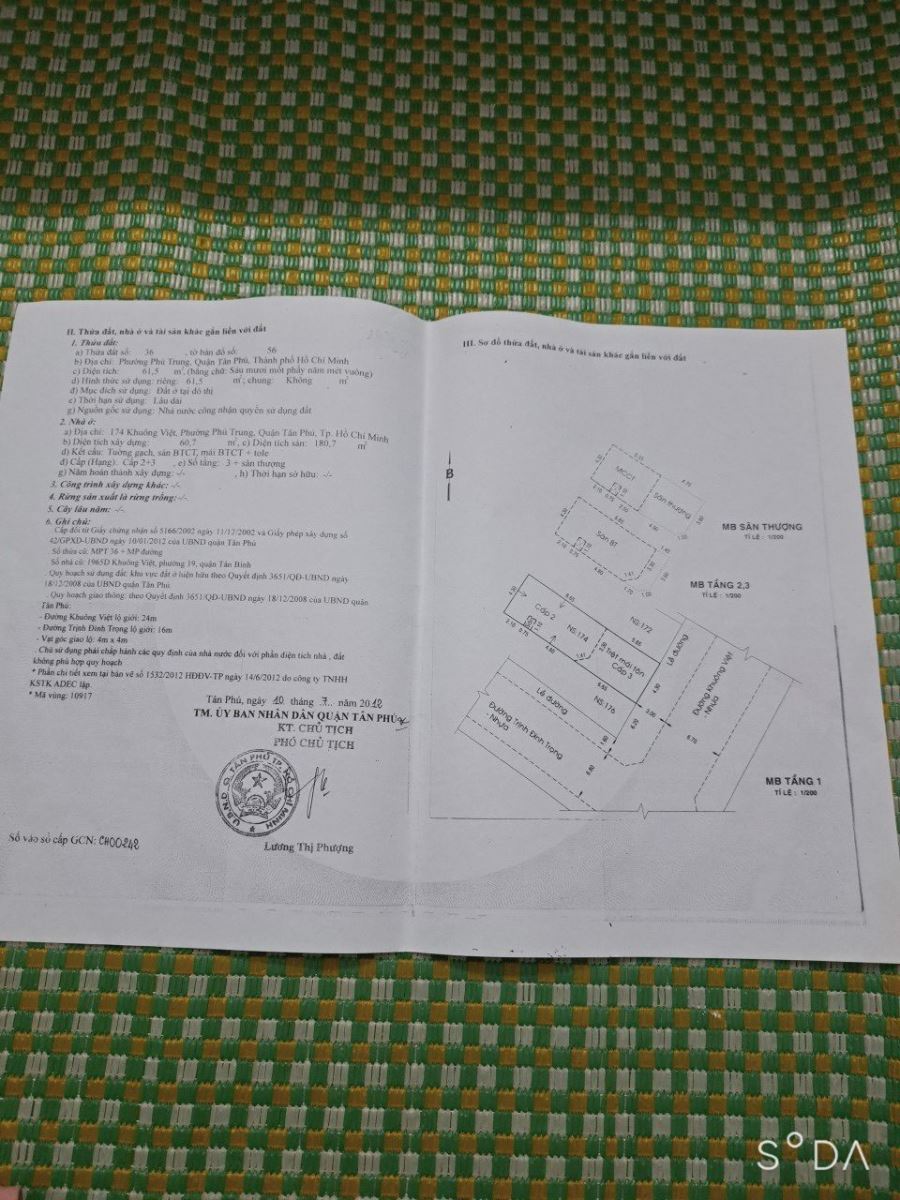 II. Thửa đất, nhà ở và tài sản khác gắn liền với đất
1. Thửa đất:
a) Thửa đất số: 36 , tờ bản đồ số: 56
b) Địa chỉ: Phường Phú Trung, Quận Tân Phú, Thành phố Hồ Chí Minh
c) Diện tích: 61,5 m², (bằng chữ: Sáu mươi mốt phẩy năm mét vuông)
d) Hình thức sử dụng: riêng: 61,5 m²; chung: Không m²
đ) Mục đích sử dụng: Đất ở tại đô thị
e) Thời hạn sử dụng: Lâu dài
g) Nguồn gốc sử dụng: Nhà nước công nhận quyền sử dụng đất
2. Nhà ở:
a) Địa chỉ: 174 Khuông Việt, Phường Phú Trung, Quận Tân Phú, Tp. Hồ Chí Minh
b) Diện tích xây dựng: 60,7 m², c) Diện tích sàn: 180,7 m²
d) Kết cấu: Tường gạch, sàn BTCT, mái BTCT + tole
đ) Cấp (Hạng): Cấp 2+3 , e) Số tầng: 3 + sân thượng
g) Năm hoàn thành xây dựng: -/- , h) Thời hạn sở hữu: -/-
3. Công trình xây dựng khác: -/-
4. Rừng sản xuất là rừng trồng: -/-
5. Cây lâu năm: -/-
6. Ghi chú:
Cấp đổi từ Giấy chứng nhận số 5166/2002 ngày 11/12/2002 và Giấy phép xây dựng số
42/GPXD-UBND ngày 10/01/2012 của UBND quận Tân Phú
Số thửa cũ: MPT 36 + MP đường
Số nhà cũ: 1965D Khuông Việt, phường 19, quận Tân Bình
. Quy hoạch sử dụng đất: khu vực đất ở hiện hữu theo Quyết định 3651/QĐ-UBND ngày
18/12/2008 của UBND quận Tân Phú.
. Quy hoạch giao thông: theo Quyết định 3651/QĐ-UBND ngày 18/12/2008 của UBND quận
Tân Phú:
- Đường Khuông Việt lộ giới: 24m
- Đường Trịnh Đình Trọng lộ giới: 16m
- Vạt góc giao lộ: 4m x 4m
. Chủ sử dụng phải chấp hành các quy định của nhà nước đối với phần diện tích nhà , đất
không phù hợp quy hoạch
* Phần chi tiết xem tại bản vẽ số 1532/2012 HĐĐV-TP ngày 14/6/2012 do công ty TNHH
KSTK ADEC lập.
* Mã vùng: 10917
Tân Phú, ngày 10 tháng 7. năm 2012
TM. ỦY BAN NHÂN DÂN QUẬN TÂN PHÚ
KT. CHỦ TỊCH
PHÓ CHỦ TỊCH
U.B.N.D Q. TÂN PHÚ T.P. HỒ CHÍ MINH
Lương Thị Phượng
Số vào sổ cấp GCN: CH00242
III. Sơ đồ thửa đất, nhà ở và tài sản khác gắn liền với đất
B
MCCT
Sân thượng
MB SÂN THƯỢNG
TỈ LỆ : 1/200
Sàn BT
MB TẦNG 2,3
TỈ LỆ : 1/200
Cấp 2
NS:174
NS:172
Trệt mái tôn
Cấp 3
NS:176
Lề đường
Đường Khuông Việt
- Nhựa
Lề đường
Đường Trịnh Đình Trọng
- Nhựa
MB TẦNG 1
TỈ LỆ : 1/200
SODA